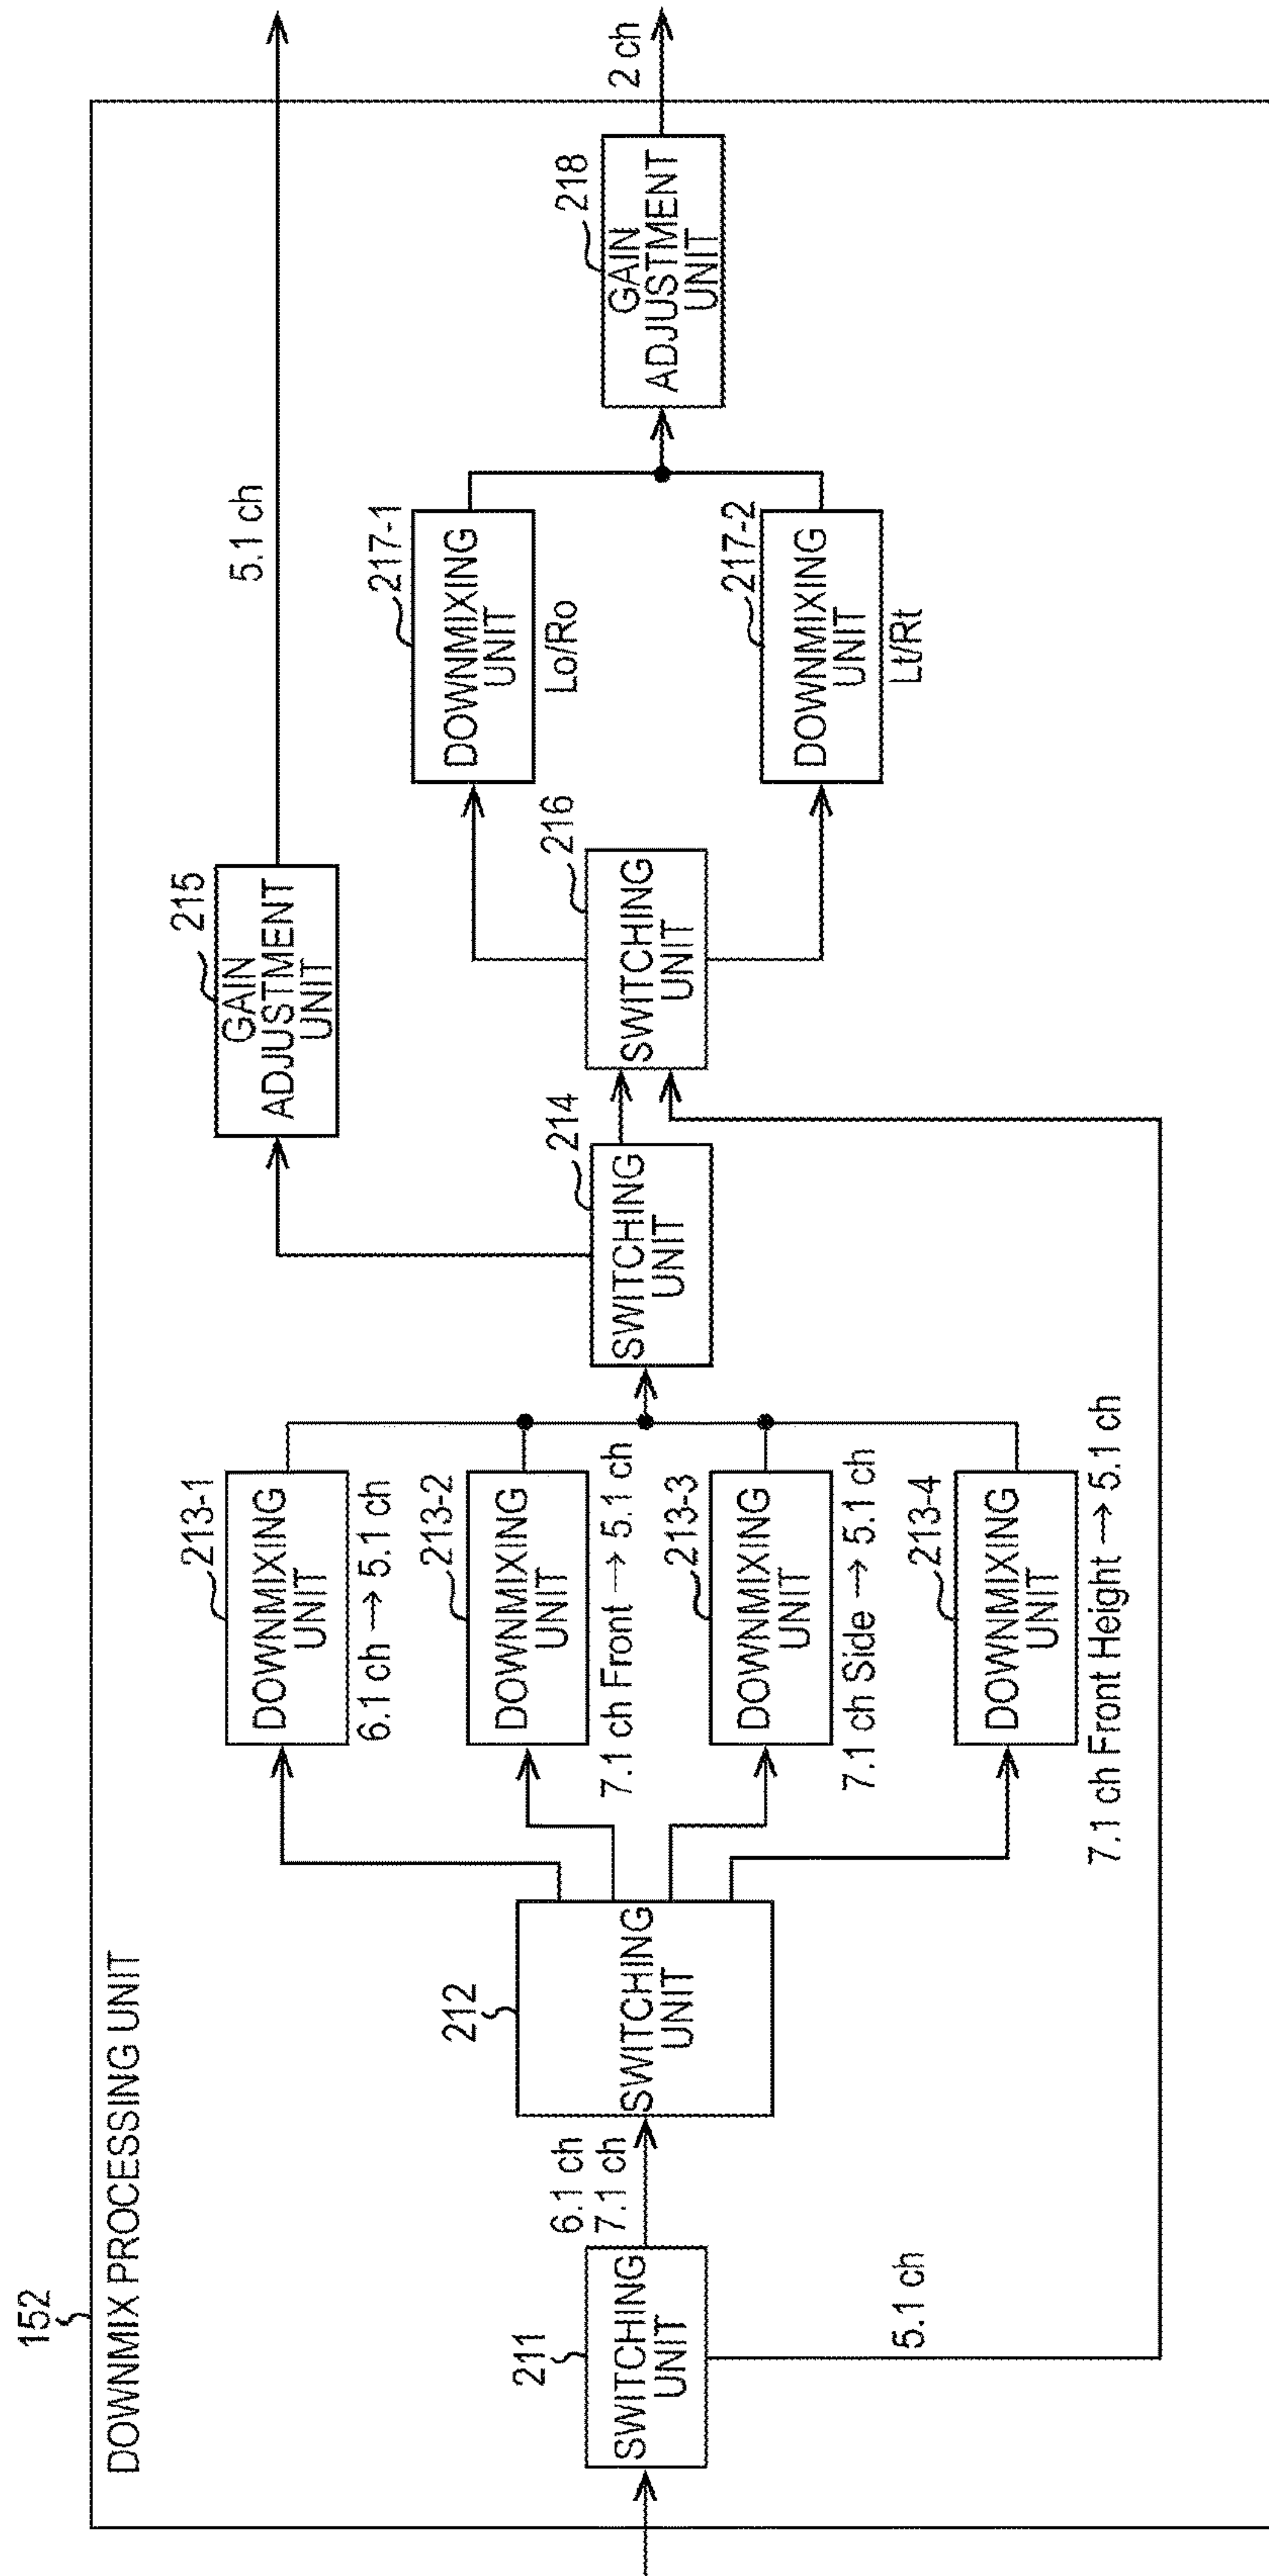 152
DOWNMIX PROCESSING UNIT
211
SWITCHING
UNIT
6.1 ch
7.1 ch
5.1 ch
212
SWITCHING
UNIT
213-1
DOWNMIXING
UNIT
6.1 ch → 5.1 ch
213-2
DOWNMIXING
UNIT
7.1 ch Front → 5.1 ch
213-3
DOWNMIXING
UNIT
7.1 ch Side → 5.1 ch
213-4
DOWNMIXING
UNIT
7.1 ch Front Height → 5.1 ch
214
SWITCHING
UNIT
215
GAIN
ADJUSTMENT
UNIT
5.1 ch
216
SWITCHING
UNIT
217-1
DOWNMIXING
UNIT
Lo/Ro
217-2
DOWNMIXING
UNIT
Lt/Rt
218
GAIN
ADJUSTMENT
UNIT
2 ch